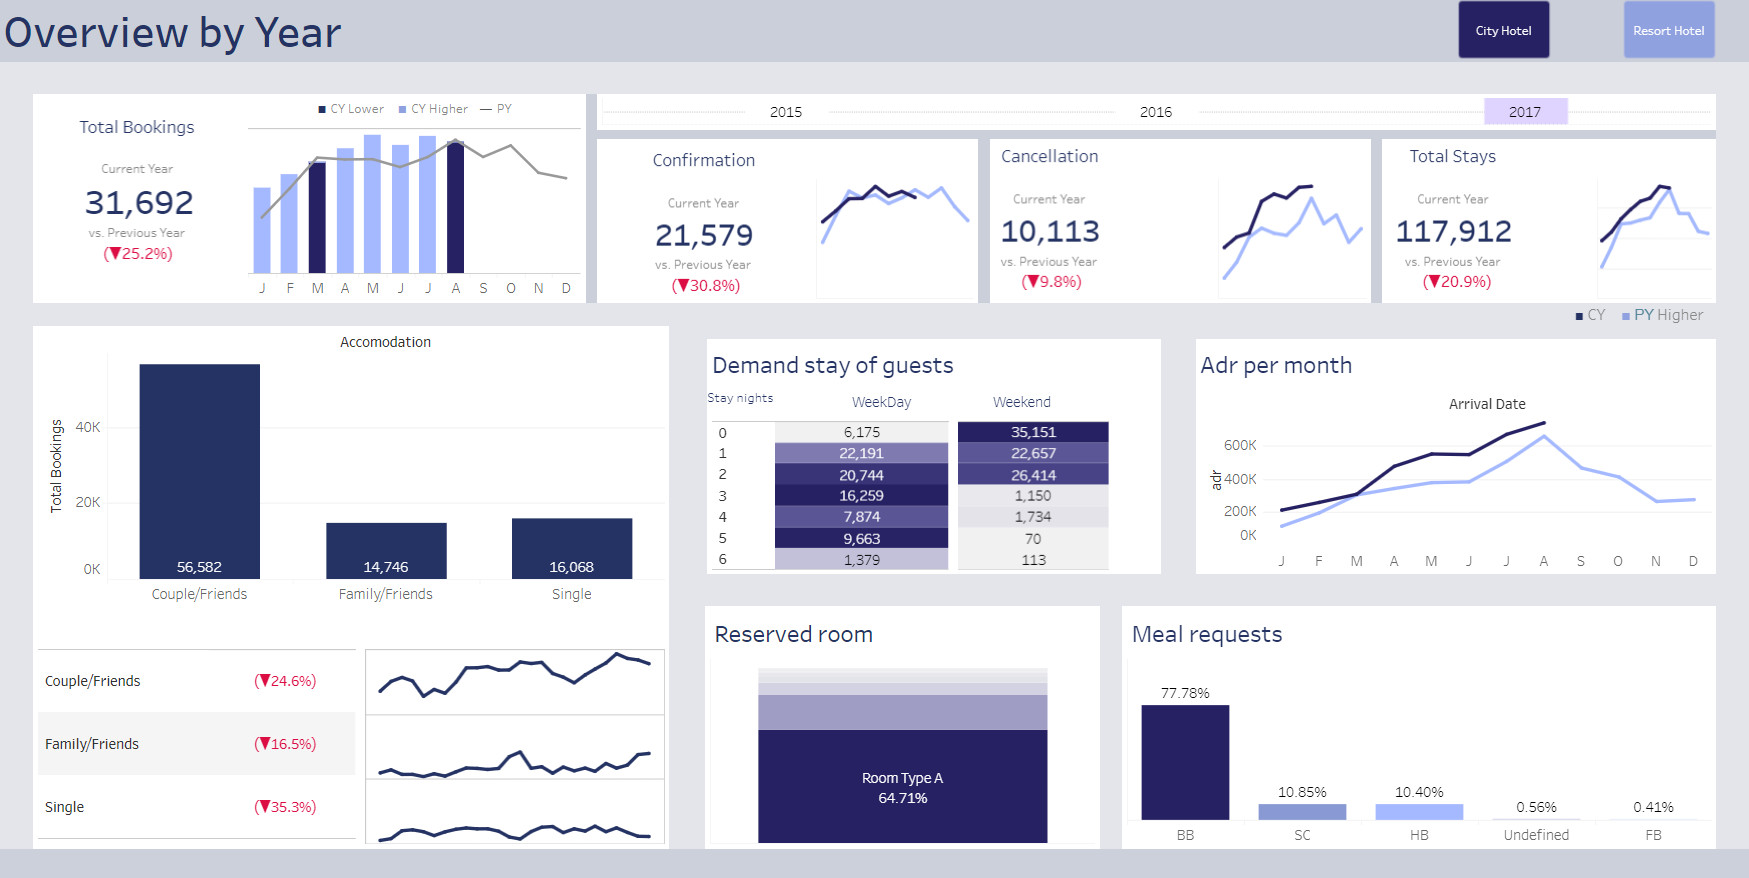 Overview by Year
City Hotel
Resort Hotel
Total Bookings
Current Year
31,692
vs. Previous Year
(▼25.2%)
CY Lower CY Higher PY
J F M A M J J A S O N D
2015 2016 2017
Confirmation
Current Year
21,579
vs. Previous Year
(▼30.8%)
Cancellation
Current Year
10,113
vs. Previous Year
(▼9.8%)
Total Stays
Current Year
117,912
vs. Previous Year
(▼20.9%)
CY PY Higher
Accomodation
Total Bookings
40K
20K
0K
56,582 14,746 16,068
Couple/Friends Family/Friends Single
Couple/Friends (▼24.6%)
Family/Friends (▼16.5%)
Single (▼35.3%)
Demand stay of guests
Stay nights WeekDay Weekend
0 6,175 35,151
1 22,191 22,657
2 20,744 26,414
3 16,259 1,150
4 7,874 1,734
5 9,663 70
6 1,379 113
Adr per month
Arrival Date
adr
600K
400K
200K
0K
J F M A M J J A S O N D
Reserved room
Room Type A
64.71%
Meal requests
77.78%
10.85% 10.40% 0.56% 0.41%
BB SC HB Undefined FB